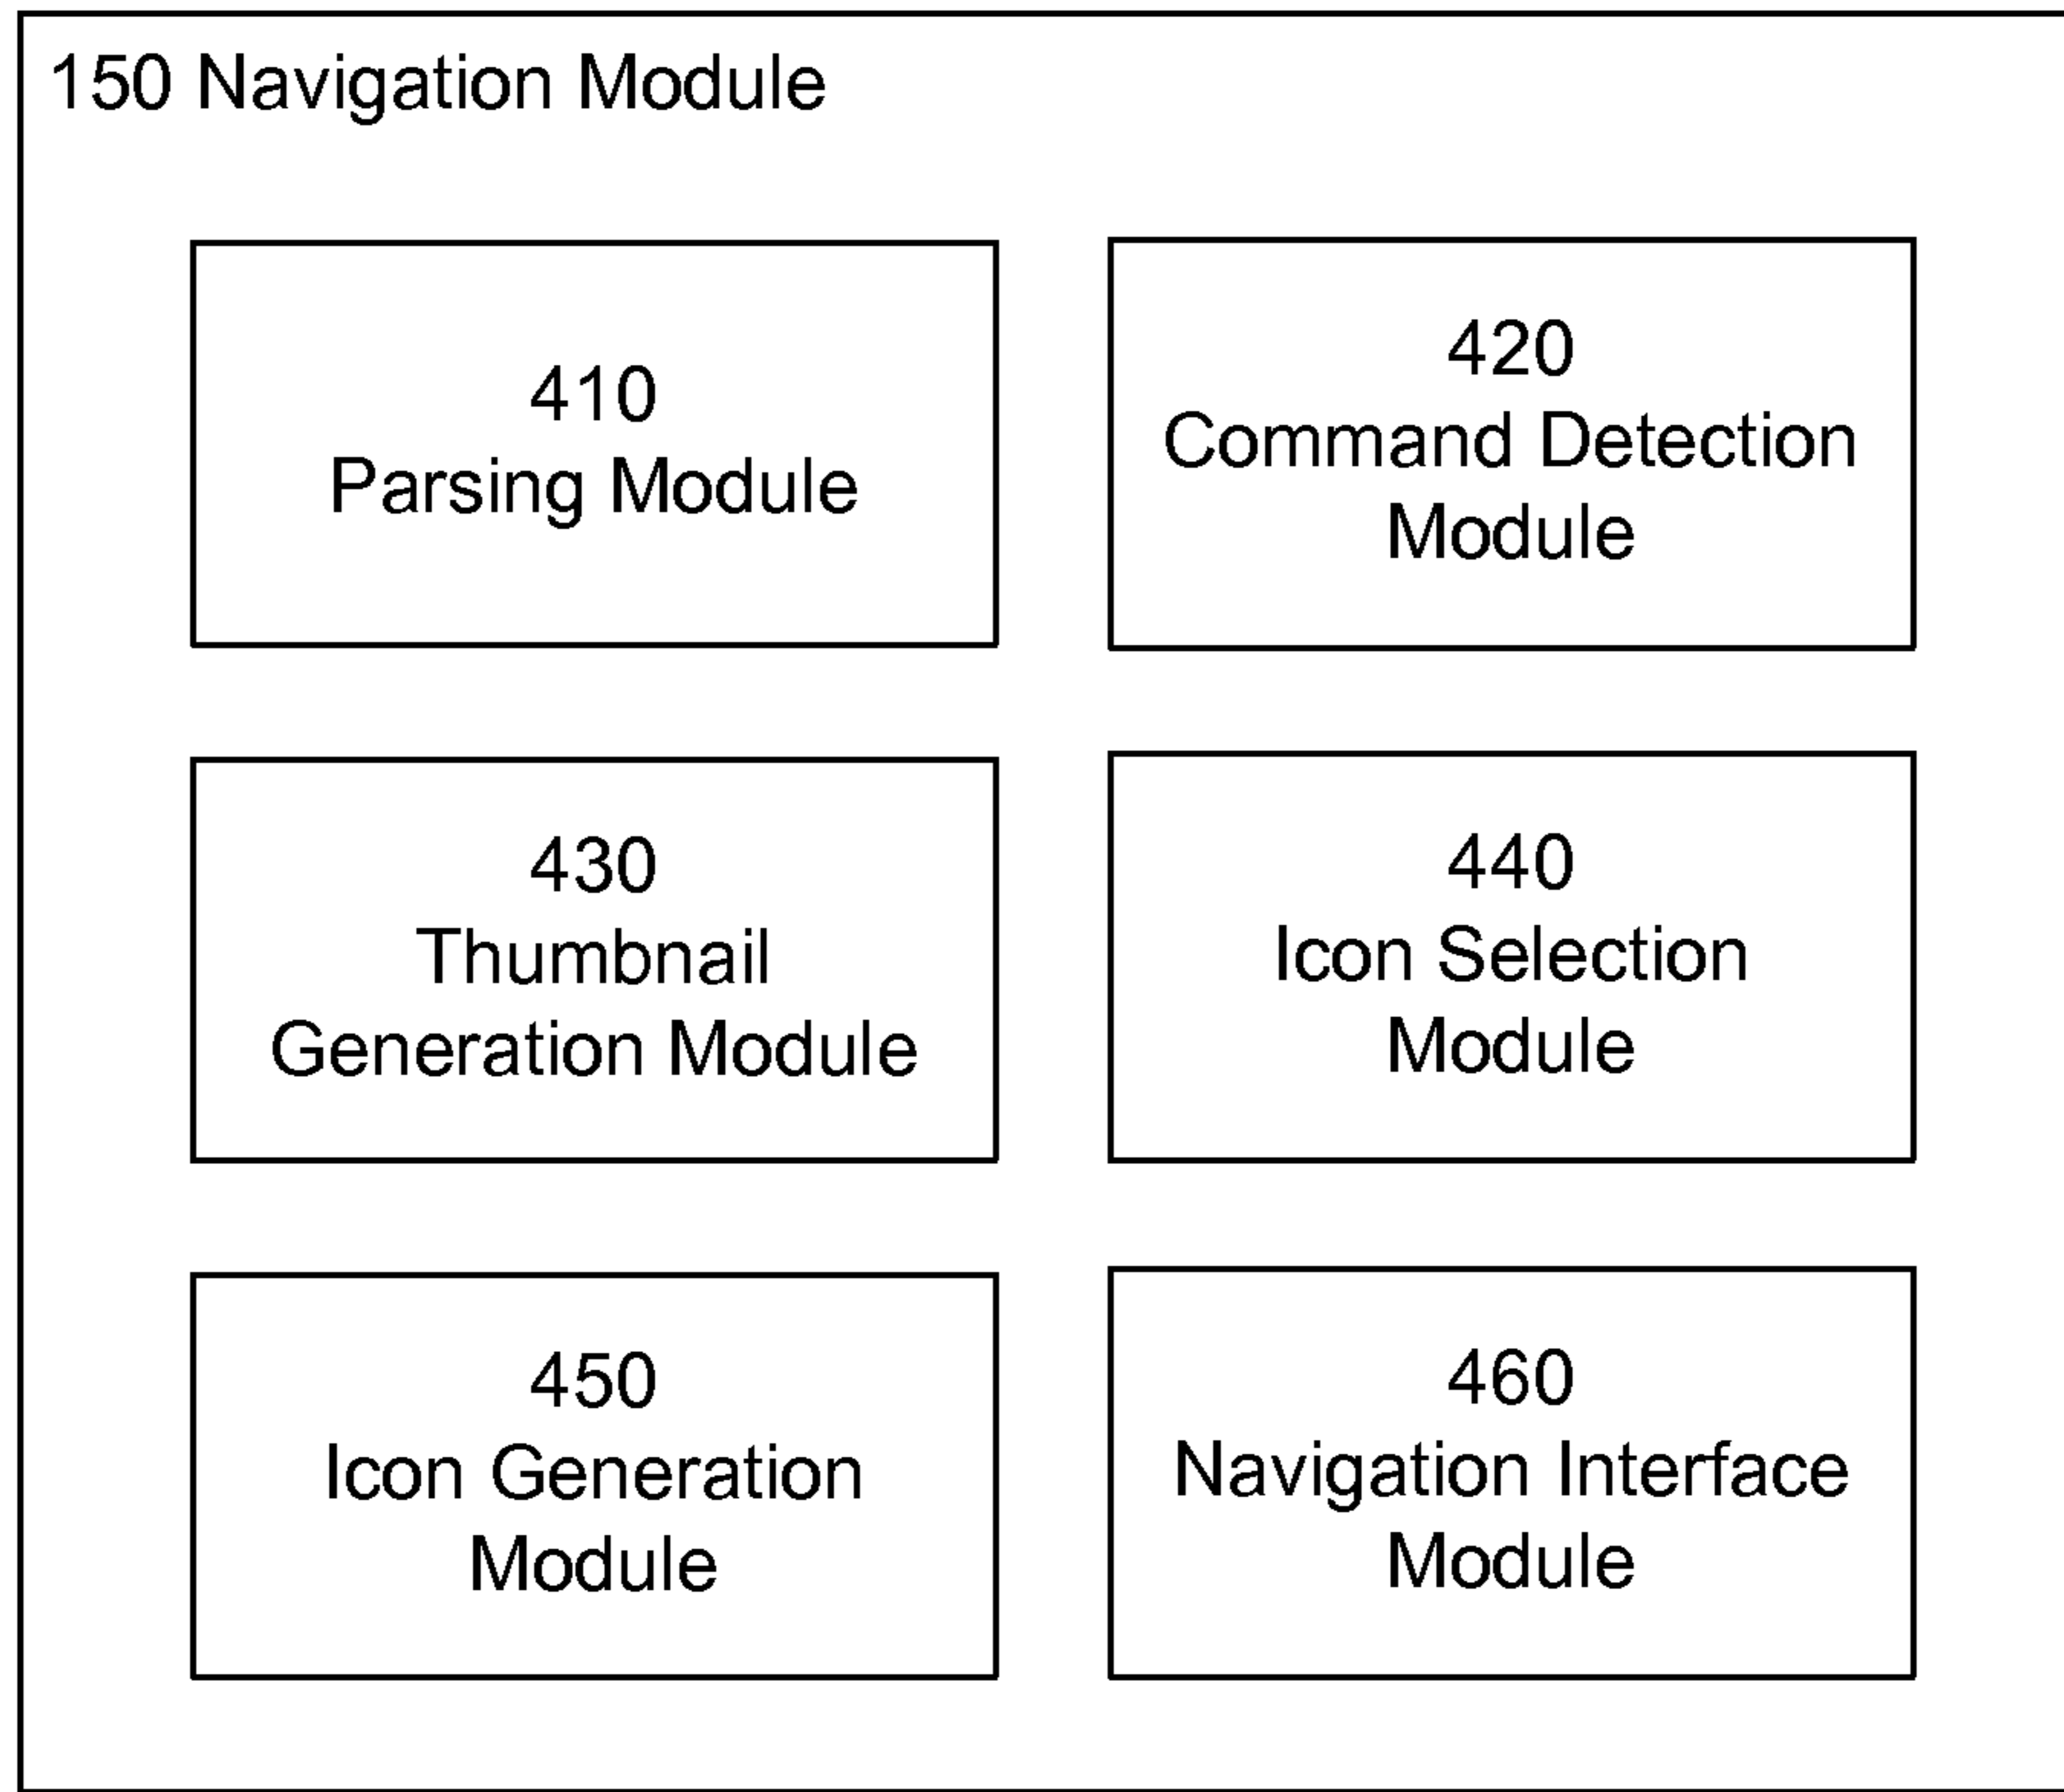 150 Navigation Module
410
Parsing Module
420
Command Detection
Module
430
Thumbnail
Generation Module
440
Icon Selection
Module
450
Icon Generation
Module
460
Navigation Interface
Module